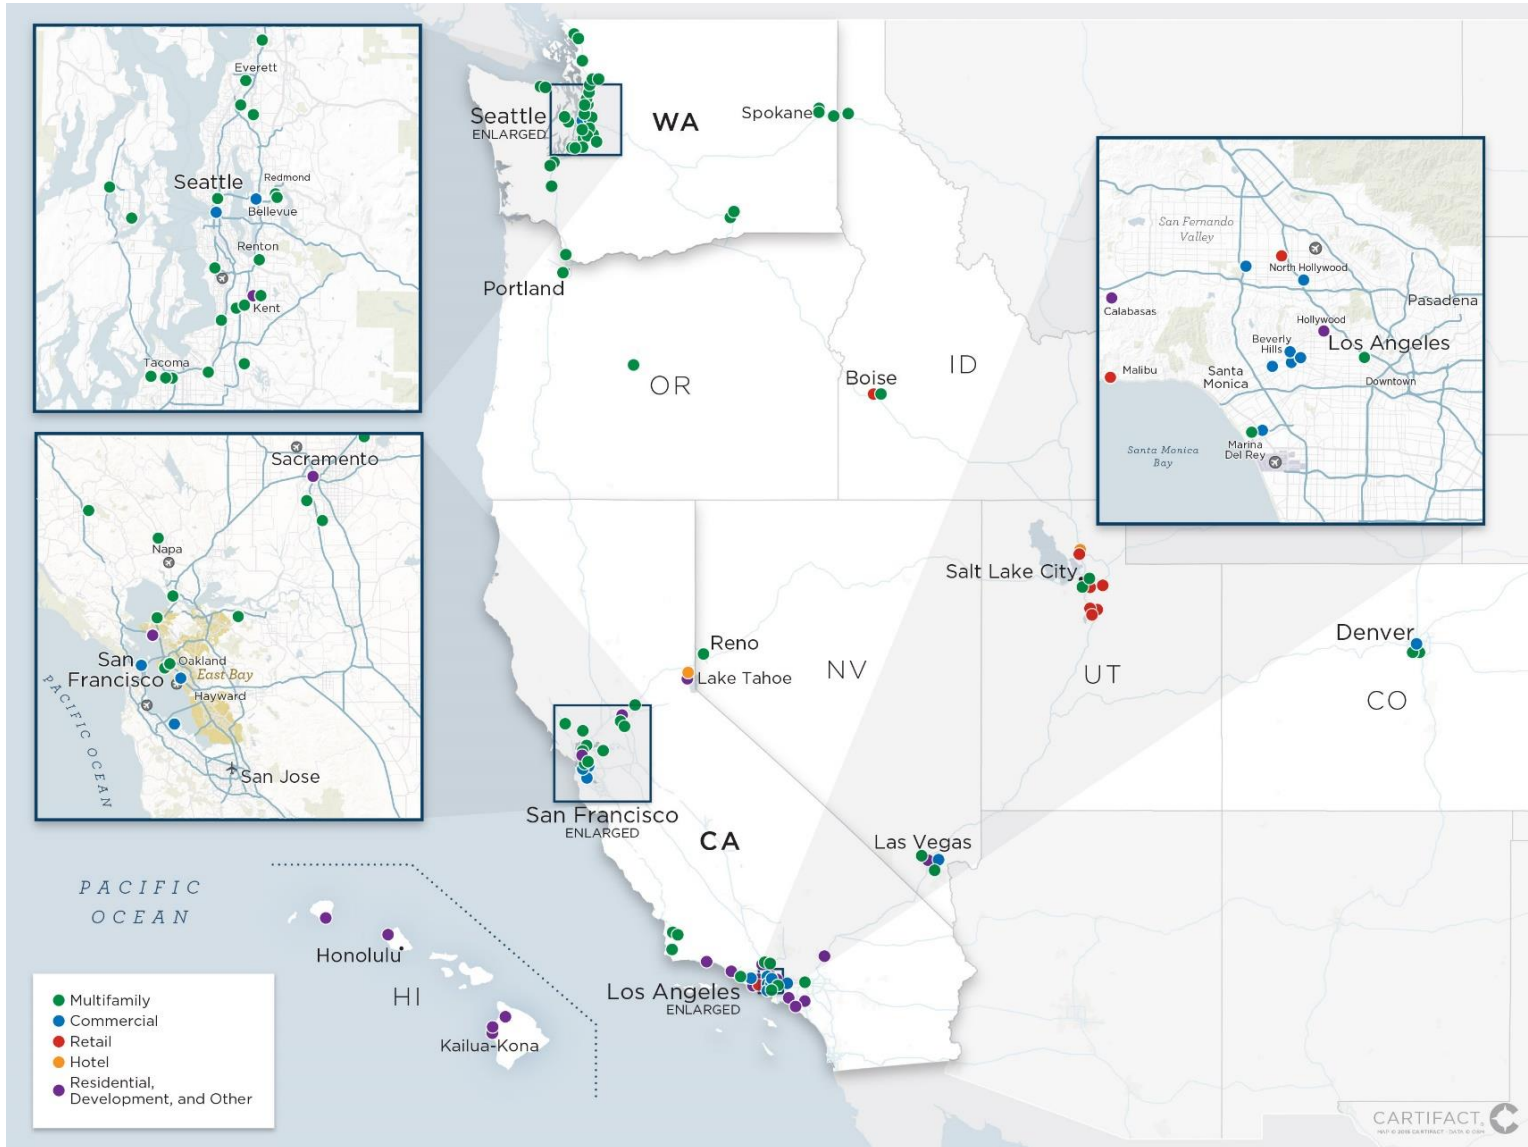 Everett
Seattle
Redmond
Bellevue
Renton
Kent
Tacoma
Sacramento
Napa
San
Francisco
Oakland
East Bay
Hayward
PACIFIC OCEAN
San Jose
Seattle
ENLARGED
WA
Spokane
Portland
OR
Boise
ID
San Fernando
Valley
North Hollywood
Pasadena
Calabasas
Hollywood
Beverly
Hills
Los Angeles
Malibu
Santa
Monica
Downtown
Marina
Del Rey
Santa Monica
Bay
Salt Lake City
Reno
Lake Tahoe
NV
UT
Denver
CO
San Francisco
ENLARGED
CA
Las Vegas
PACIFIC
OCEAN
Honolulu
HI
Kailua-Kona
Los Angeles
ENLARGED
Multifamily
Commercial
Retail
Hotel
Residential,
Development, and Other
CARTIFACT